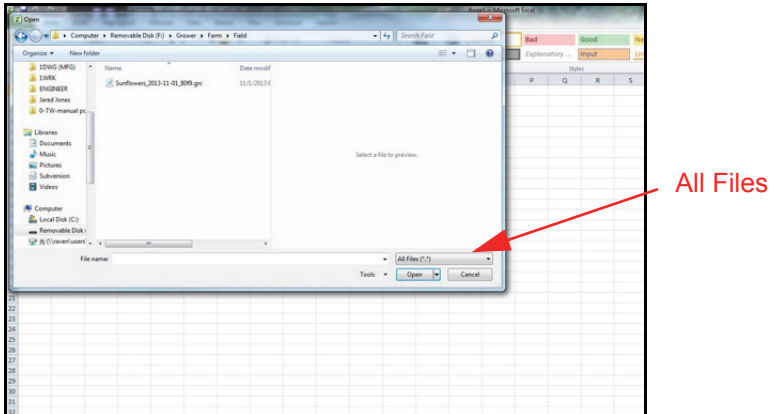 Book1 - Microsoft Excel
Open
Computer ▸ Removable Disk (F:) ▸ Grower ▸ Farm ▸ Field
Search Field
Organize
New folder
Bad
Good
Input
Styles
P Q R S
1DWG (MFG)
1WRK
ENGINEER
Jared Jones
0-TW-manual
Name
Date modif
Sunflowers_2013-11-01_80f9.grc
11/1/2013
Libraries
Documents
Music
Pictures
Subversion
Videos
Select a file to preview.
All Files
Computer
Local Disk (C:)
Removable Disk
File name:
All Files (*.*)
Tools
Open
Cancel
21
22
23
24
25
26
27
28
29
30
31
32